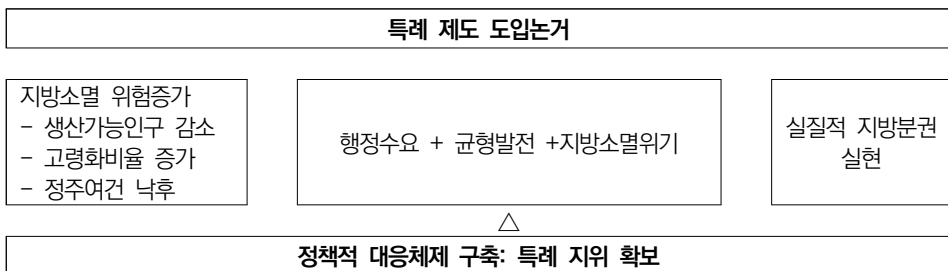 특례 제도 도입논거
지방소멸 위험증가
- 생산가능인구 감소
- 고령화비율 증가
- 정주여건 낙후
행정수요 + 균형발전 +지방소멸위기
실질적 지방분권
실현
△
정책적 대응체제 구축: 특례 지위 확보